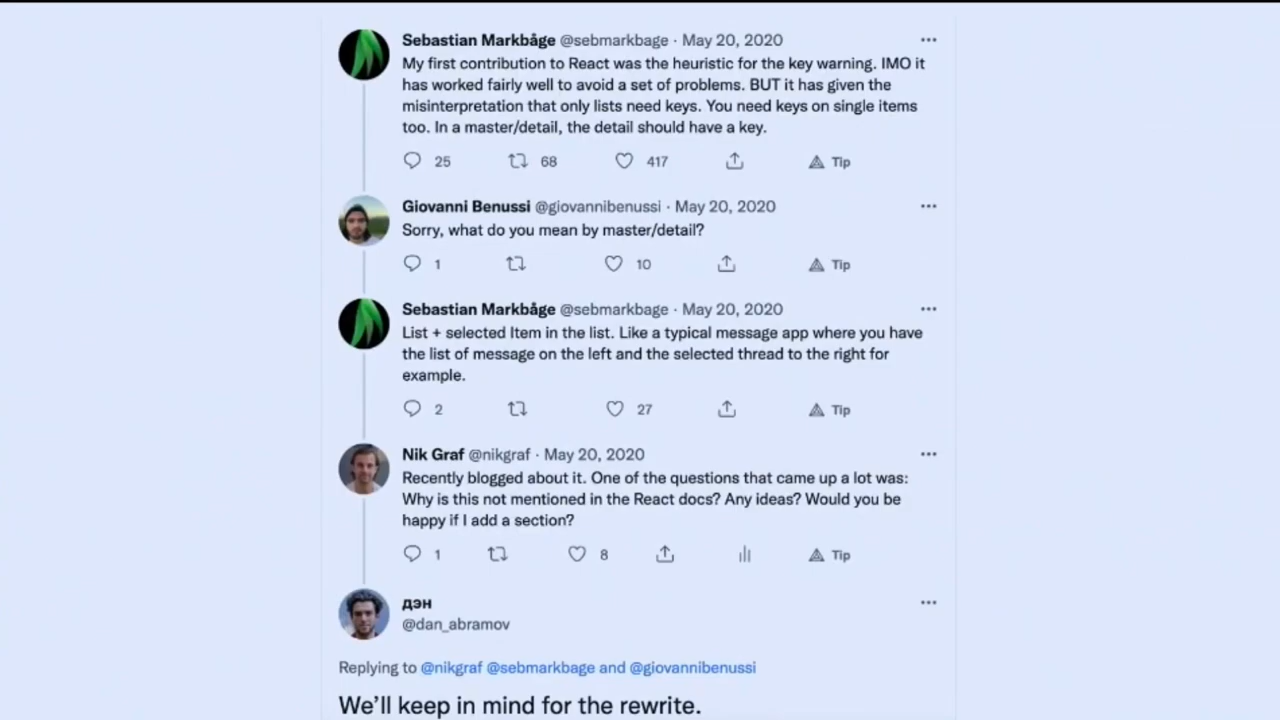 Sebastian Markbåge @sebmarkbage · May 20, 2020
My first contribution to React was the heuristic for the key warning. IMO it
has worked fairly well to avoid a set of problems. BUT it has given the
misinterpretation that only lists need keys. You need keys on single items
too. In a master/detail, the detail should have a key.
25 68 417 Tip
Giovanni Benussi @giovannibenussi · May 20, 2020
Sorry, what do you mean by master/detail?
1 10 Tip
Sebastian Markbåge @sebmarkbage · May 20, 2020
List + selected Item in the list. Like a typical message app where you have
the list of message on the left and the selected thread to the right for
example.
2 27 Tip
Nik Graf @nikgraf · May 20, 2020
Recently blogged about it. One of the questions that came up a lot was:
Why is this not mentioned in the React docs? Any ideas? Would you be
happy if I add a section?
1 8 Tip
дэн
@dan_abramov
Replying to @nikgraf @sebmarkbage and @giovannibenussi
We’ll keep in mind for the rewrite.